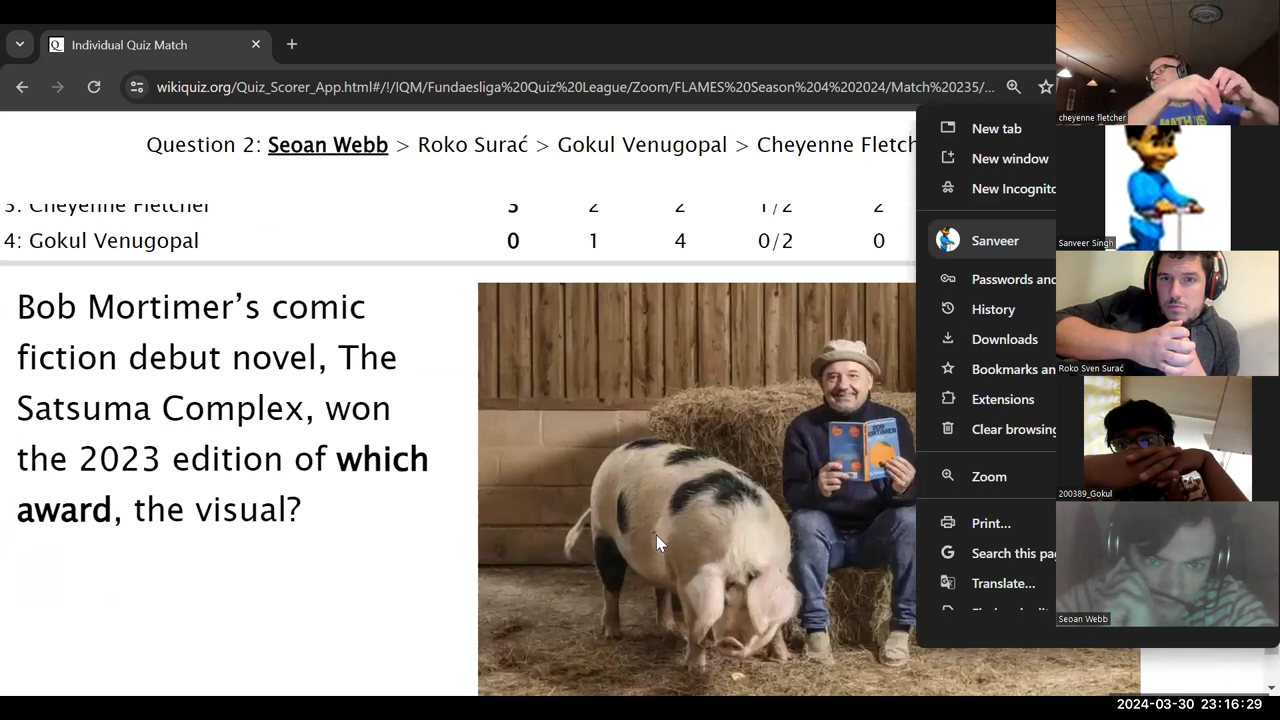 Individual Quiz Match
wikiquiz.org/Quiz_Scorer_App.html#/!/IQM/Fundaesliga%20Quiz%20League/Zoom/FLAMES%20Season%204%202024/Match%2035/...
Question 2: Seoan Webb > Roko Surać > Gokul Venugopal > Cheyenne Fletch
3: Cheyenne Fletcher 3 2 2 1/2 2
4: Gokul Venugopal 0 1 4 0/2 0
Bob Mortimer’s comic
fiction debut novel, The
Satsuma Complex, won
the 2023 edition of which
award, the visual?
BOB
MORTIMER
New tab
New window
New Incognito
Sanveer
Passwords and
History
Downloads
Bookmarks an
Extensions
Clear browsing
Zoom
Print...
Search this pag
Translate...
cheyenne fletcher
MATH IS
Sanveer Singh
Roko Sven Surać
200389_Gokul
Seoan Webb
2024-03-30 23:16:29